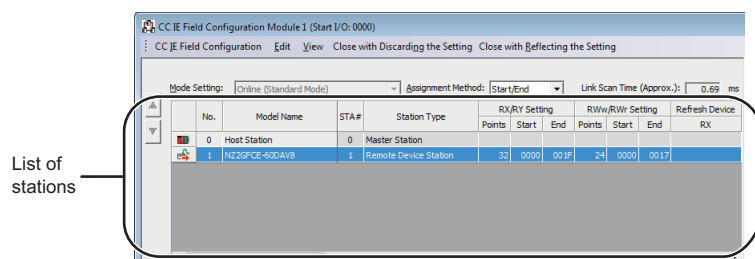 CC IE Field Configuration Module 1 (Start I/O: 0000)
CC IE Field Configuration Edit View Close with Discarding the Setting Close with Reflecting the Setting
Mode Setting: Online (Standard Mode) Assignment Method: Start/End Link Scan Time (Approx.): 0.69 ms
No. Model Name STA# Station Type RX/RY Setting RWw/RWr Setting Refresh Device
Points Start End Points Start End RX
0 Host Station 0 Master Station
1 NZ2GFCE-60DAV8 1 Remote Device Station 32 0000 001F 24 0000 0017
List of
stations